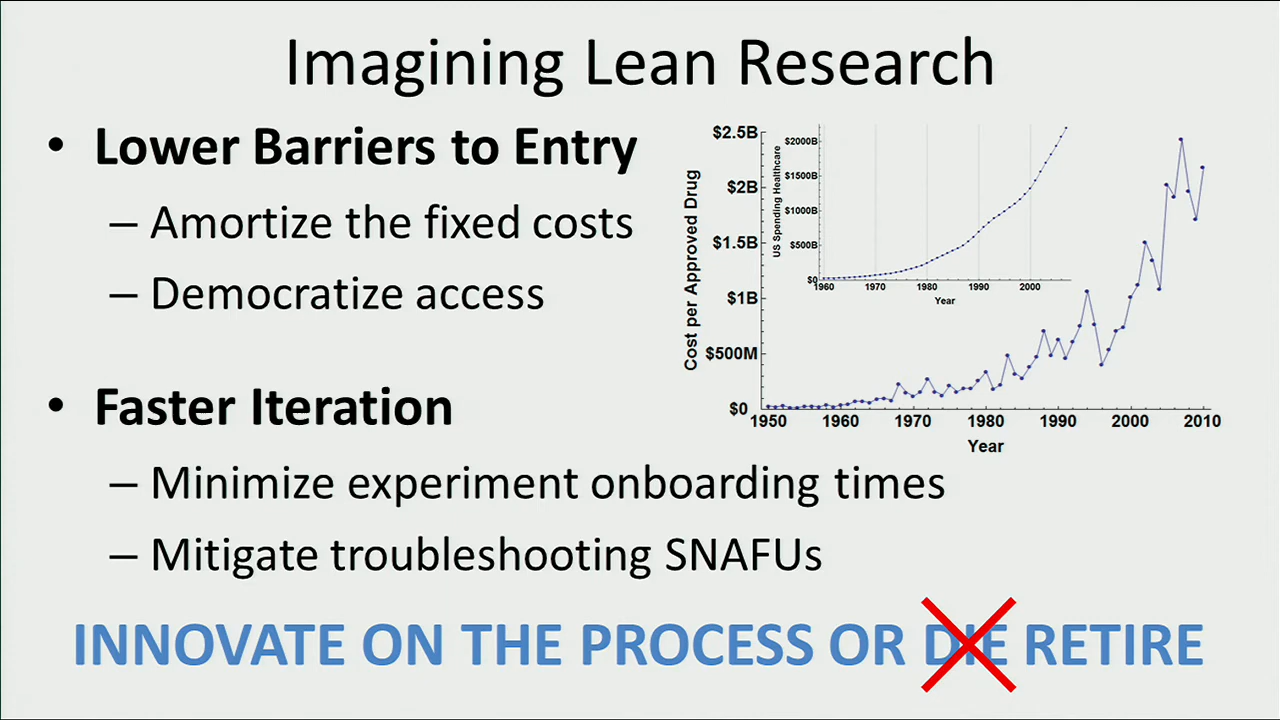 Imagining Lean Research
• Lower Barriers to Entry
– Amortize the fixed costs
– Democratize access
• Faster Iteration
– Minimize experiment onboarding times
– Mitigate troubleshooting SNAFUs
INNOVATE ON THE PROCESS OR DIE RETIRE
Cost per Approved Drug
$2.5B
$2B
$1.5B
$1B
$500M
$0
1950 1960 1970 1980 1990 2000 2010
Year
US Spending Healthcare
$2000B
$1500B
$1000B
$500B
$0
1960 1970 1980 1990 2000
Year